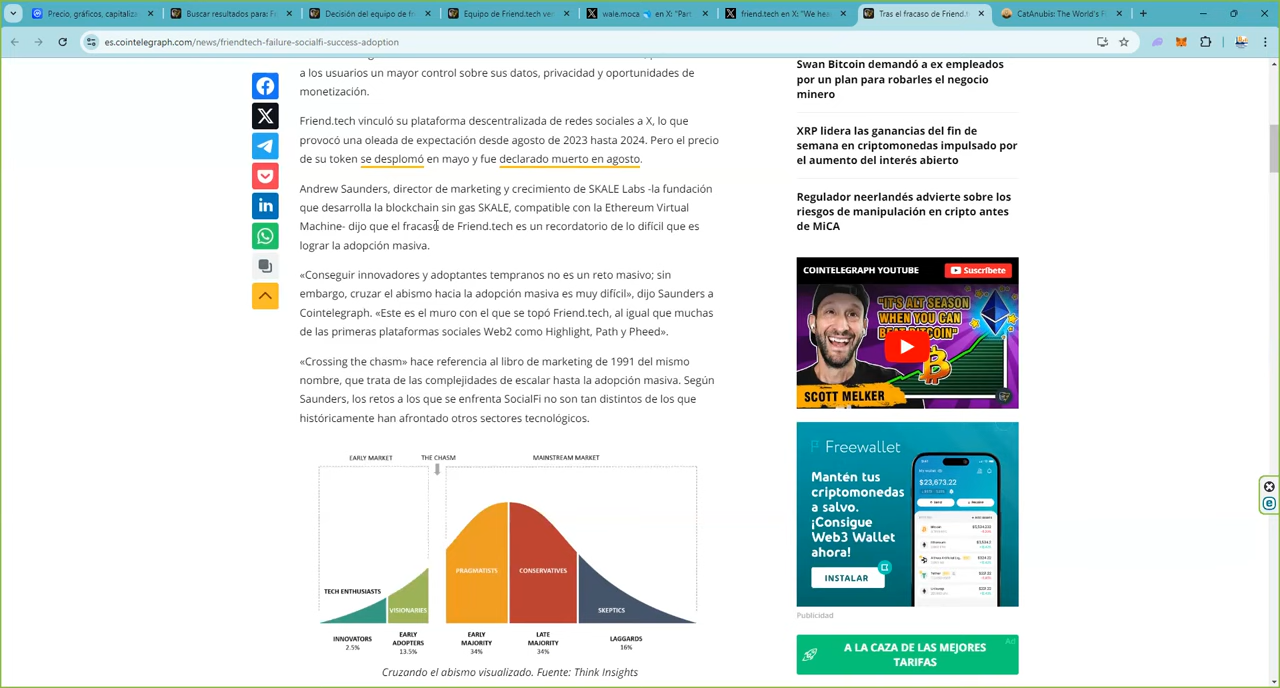 Precio, gráficos, capitaliz
Buscar resultados para: F
Decisión del equipo de fr
Equipo de Friend.tech ve
wale.moca en X: "Part
friend.tech en X: "We hea
Tras el fracaso de Friend.
CatAnubis: The World's F
es.cointelegraph.com/news/friendtech-failure-socialfi-success-adoption
a los usuarios un mayor control sobre sus datos, privacidad y oportunidades de
monetización.
Friend.tech vinculó su plataforma descentralizada de redes sociales a X, lo que
provocó una oleada de expectación desde agosto de 2023 hasta 2024. Pero el precio
de su token se desplomó en mayo y fue declarado muerto en agosto.
Andrew Saunders, director de marketing y crecimiento de SKALE Labs -la fundación
que desarrolla la blockchain sin gas SKALE, compatible con la Ethereum Virtual
Machine- dijo que el fracaso de Friend.tech es un recordatorio de lo difícil que es
lograr la adopción masiva.
«Conseguir innovadores y adoptantes tempranos no es un reto masivo; sin
embargo, cruzar el abismo hacia la adopción masiva es muy difícil», dijo Saunders a
Cointelegraph. «Este es el muro con el que se topó Friend.tech, al igual que muchas
de las primeras plataformas sociales Web2 como Highlight, Path y Pheed».
«Crossing the chasm» hace referencia al libro de marketing de 1991 del mismo
nombre, que trata de las complejidades de escalar hasta la adopción masiva. Según
Saunders, los retos a los que se enfrenta SocialFi no son tan distintos de los que
históricamente han afrontado otros sectores tecnológicos.
EARLY MARKET
THE CHASM
MAINSTREAM MARKET
TECH ENTHUSIASTS
VISIONARIES
PRAGMATISTS
CONSERVATIVES
SKEPTICS
INNOVATORS
2.5%
EARLY
ADOPTERS
13.5%
EARLY
MAJORITY
34%
LATE
MAJORITY
34%
LAGGARDS
16%
Cruzando el abismo visualizado. Fuente: Think Insights
Swan Bitcoin demandó a ex empleados
por un plan para robarles el negocio
minero
XRP lidera las ganancias del fin de
semana en criptomonedas impulsado por
el aumento del interés abierto
Regulador neerlandés advierte sobre los
riesgos de manipulación en cripto antes
de MiCA
COINTELEGRAPH YOUTUBE
Suscríbete
"IT'S ALT SEASON
WHEN YOU CAN
BEAT BITCOIN"
SCOTT MELKER
Freewallet
Mantén tus
criptomonedas
a salvo.
¡Consigue
Web3 Wallet
ahora!
INSTALAR
$23,673.22
Publicidad
A LA CAZA DE LAS MEJORES
TARIFAS
Ad